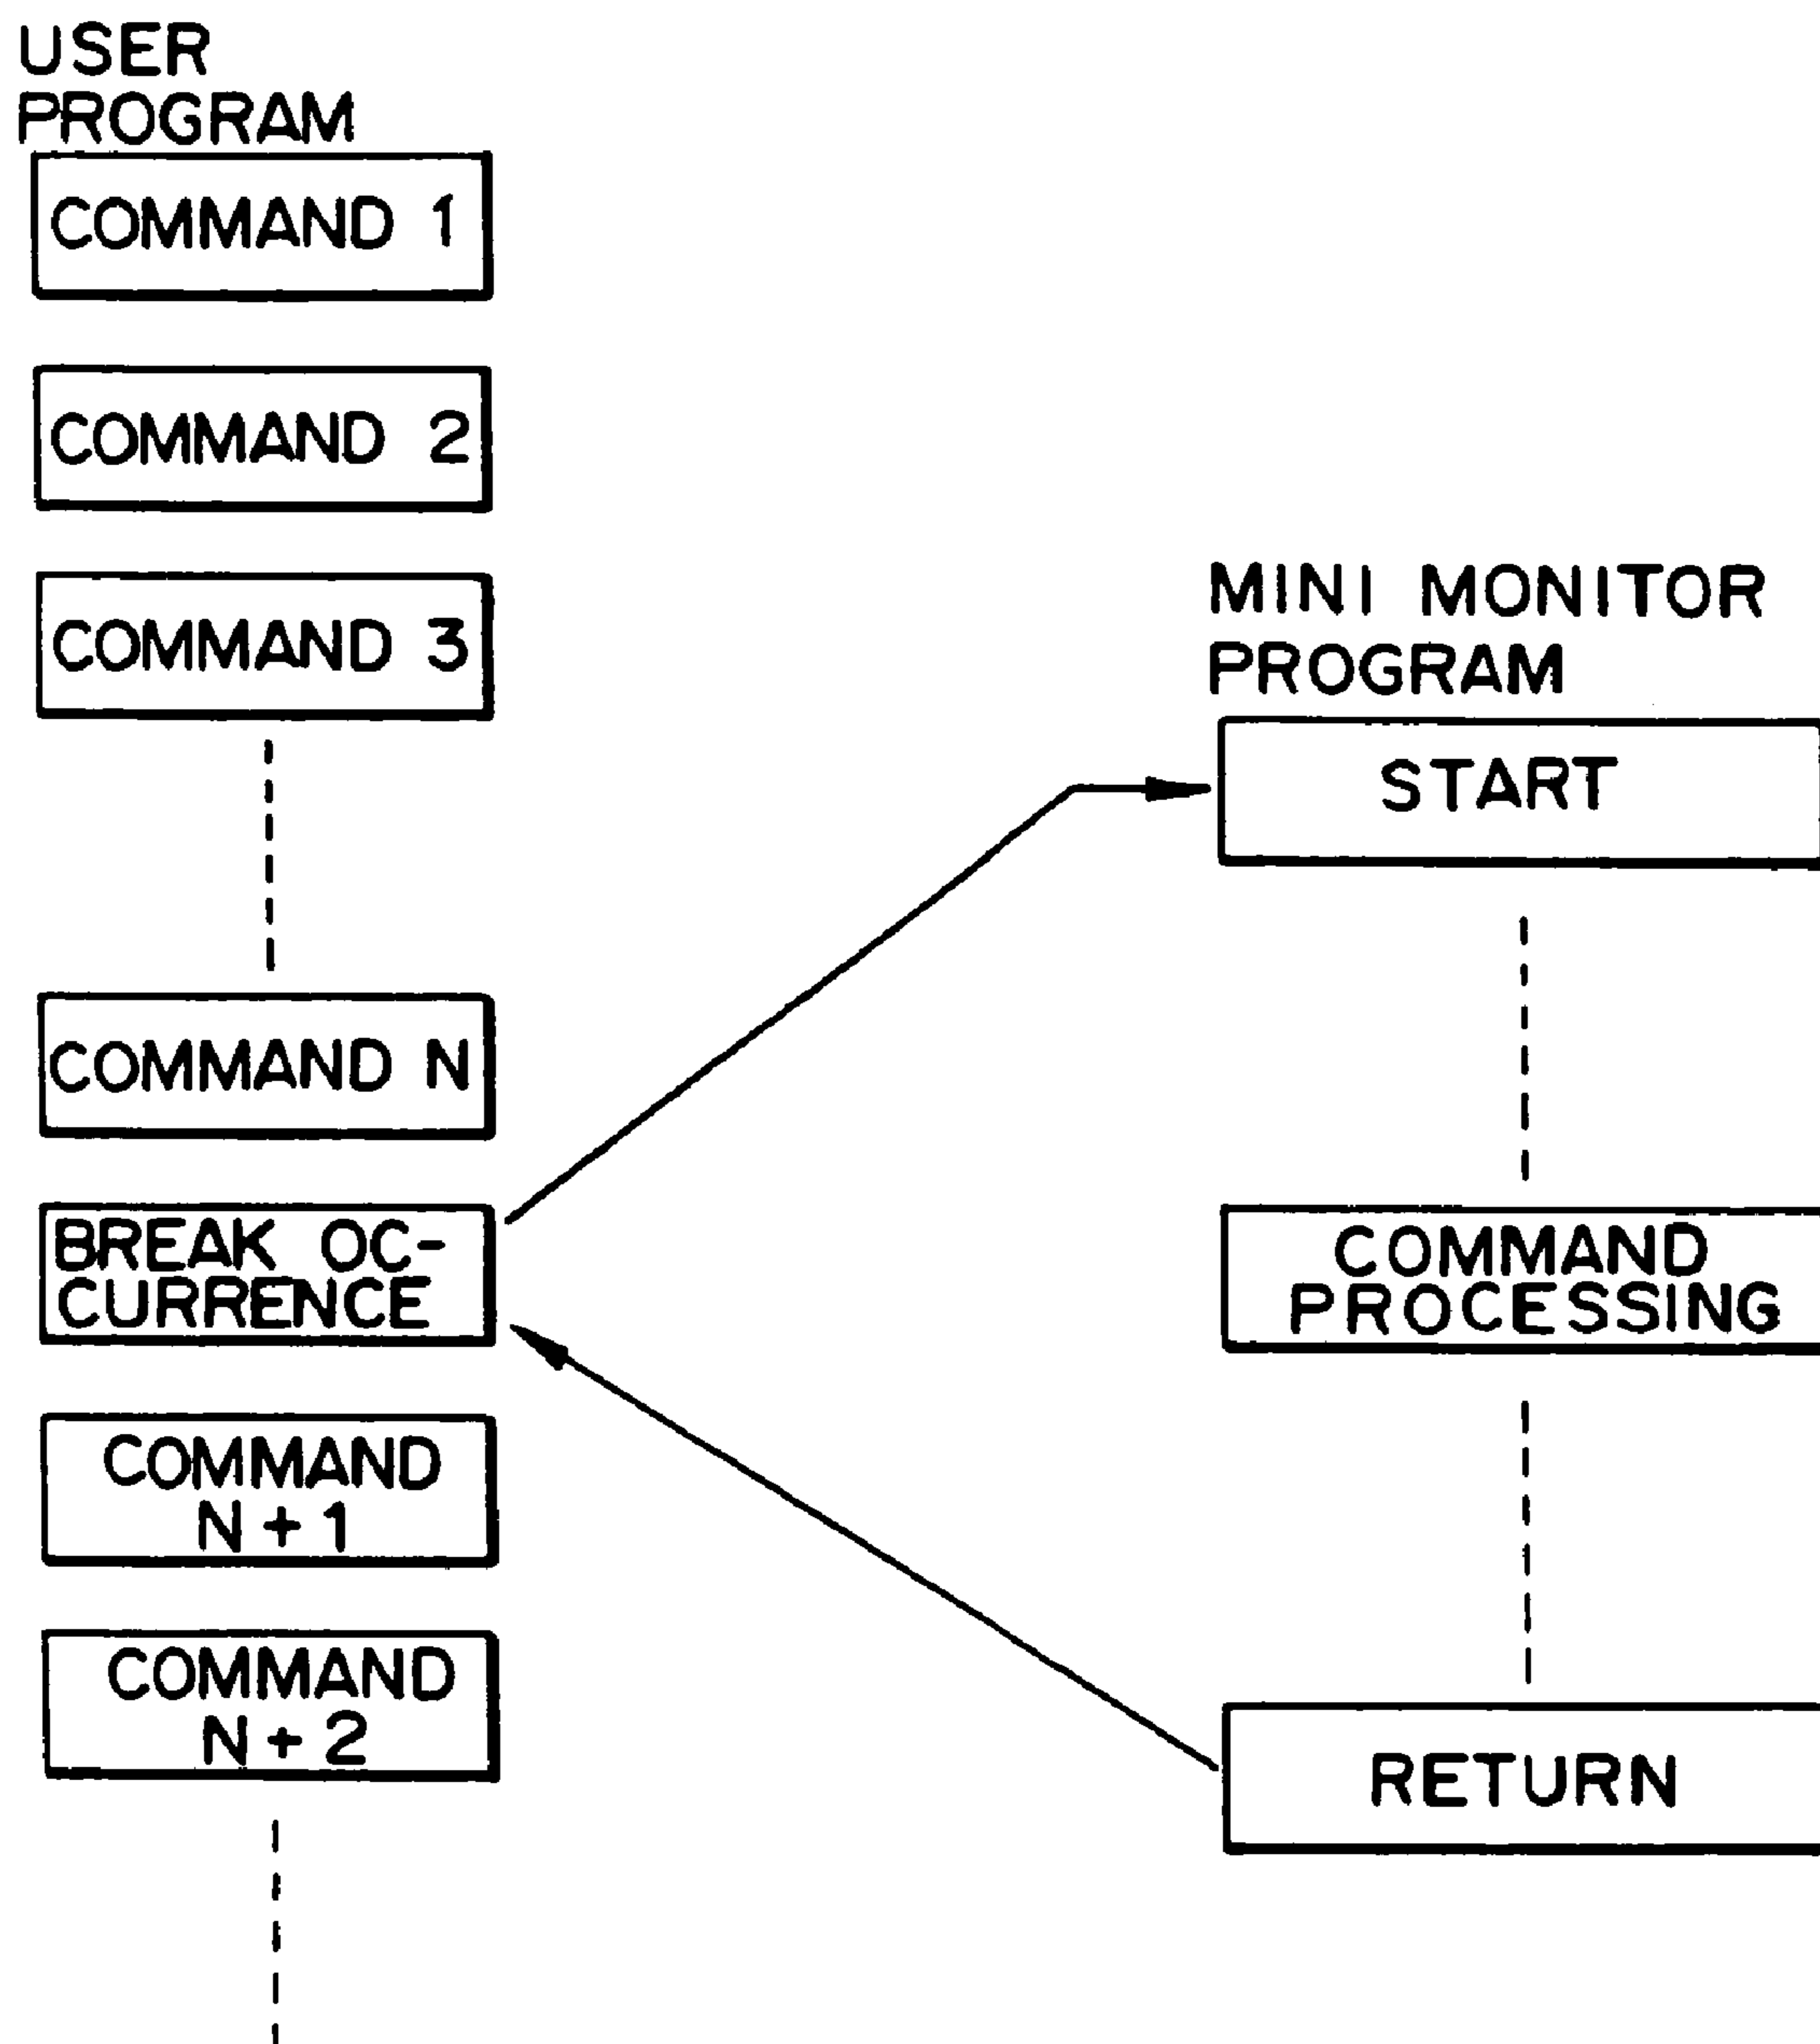 USER
PROGRAM
COMMAND 1
COMMAND 2
COMMAND 3
COMMAND N
BREAK OC-
CURRENCE
COMMAND
N+1
COMMAND
N+2
MINI MONITOR
PROGRAM
START
COMMAND
PROCESSING
RETURN